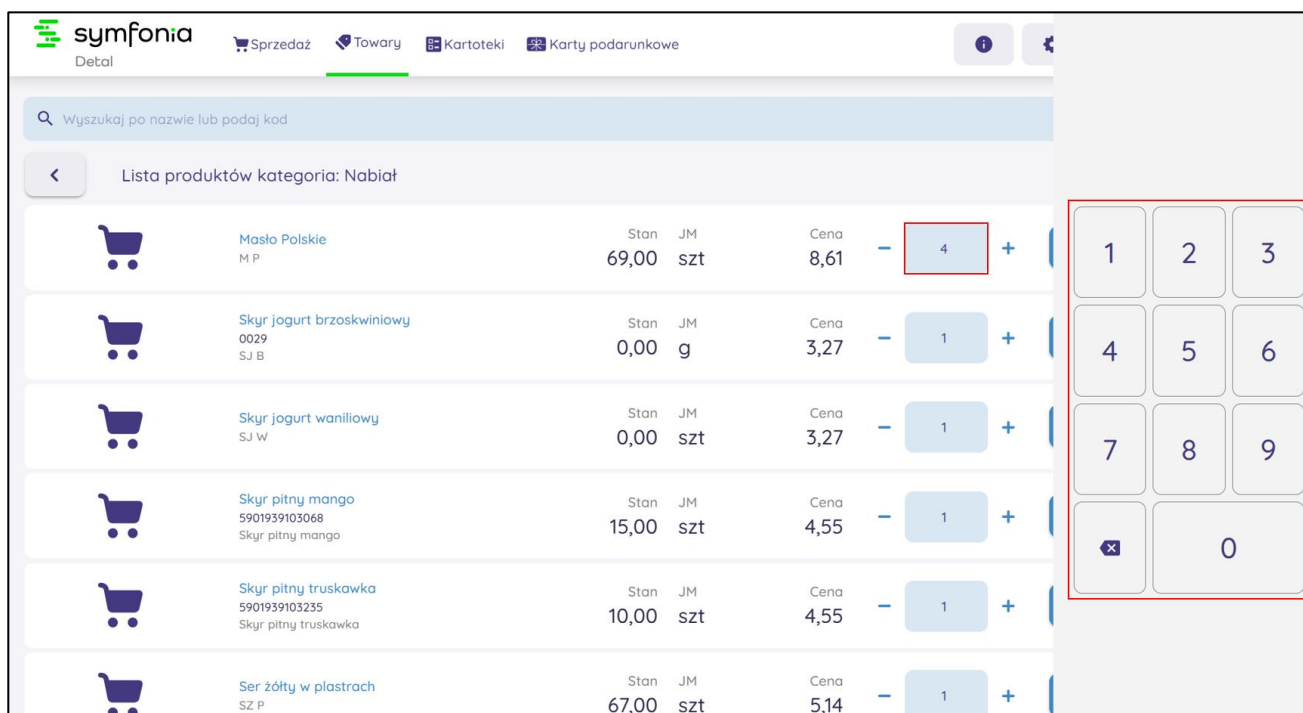 symfonia
Detal
Sprzedaż Towary Kartoteki Karty podarunkowe
Wyszukaj po nazwie lub podaj kod
Lista produktów kategoria: Nabiał
Masło Polskie
M P
Stan JM Cena
69,00 szt 8,61 − 4 +
Skyr jogurt brzoskwiniowy
0029
SJ B
Stan JM Cena
0,00 g 3,27 − 1 +
Skyr jogurt waniliowy
SJ W
Stan JM Cena
0,00 szt 3,27 − 1 +
Skyr pitny mango
5901939103068
Skyr pitny mango
Stan JM Cena
15,00 szt 4,55 − 1 +
Skyr pitny truskawka
5901939103235
Skyr pitny truskawka
Stan JM Cena
10,00 szt 4,55 − 1 +
Ser żółty w plastrach
SZ P
Stan JM Cena
67,00 szt 5,14 − 1 +
1 2 3
4 5 6
7 8 9
0